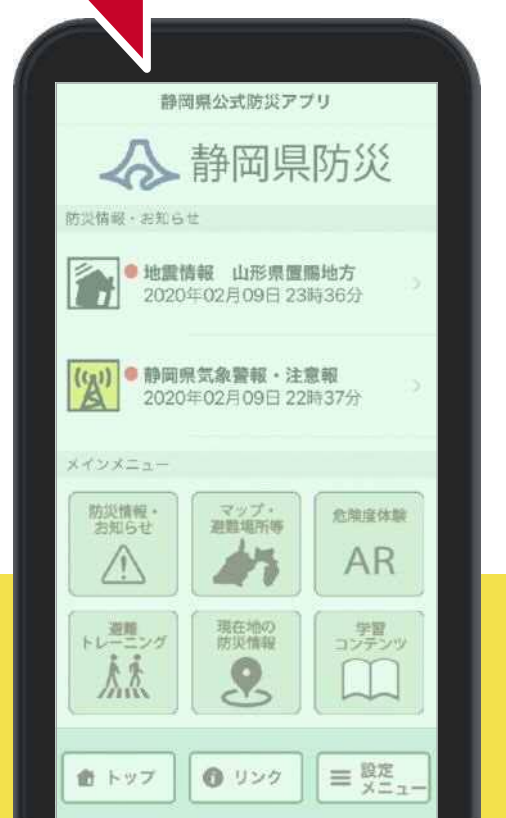 静岡県公式防災アプリ
静岡県防災
防災情報・お知らせ
地震情報　山形県置賜地方
2020年02月09日 23時36分
静岡県気象警報・注意報
2020年02月09日 22時37分
メインメニュー
防災情報・
お知らせ
マップ・
避難場所等
危険度体験
AR
避難
トレーニング
現在地の
防災情報
学習
コンテンツ
トップ
リンク
設定
メニュー